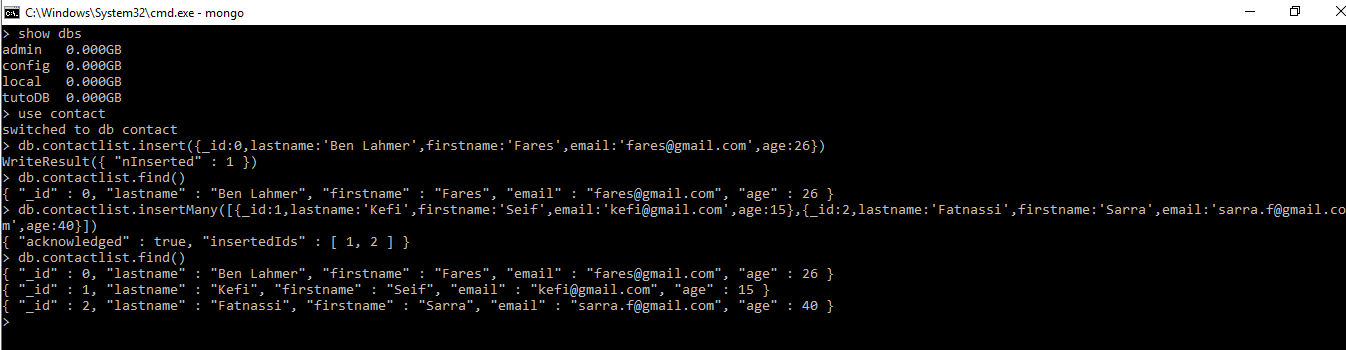 C:\Windows\System32\cmd.exe - mongo
> show dbs
admin   0.000GB
config  0.000GB
local   0.000GB
tutoDB  0.000GB
> use contact
switched to db contact
> db.contactlist.insert({_id:0,lastname:'Ben Lahmer',firstname:'Fares',email:'fares@gmail.com',age:26})
WriteResult({ "nInserted" : 1 })
> db.contactlist.find()
{ "_id" : 0, "lastname" : "Ben Lahmer", "firstname" : "Fares", "email" : "fares@gmail.com", "age" : 26 }
> db.contactlist.insertMany([{_id:1,lastname:'Kefi',firstname:'Seif',email:'kefi@gmail.com',age:15},{_id:2,lastname:'Fatnassi',firstname:'Sarra',email:'sarra.f@gmail.co
m',age:40}])
{ "acknowledged" : true, "insertedIds" : [ 1, 2 ] }
> db.contactlist.find()
{ "_id" : 0, "lastname" : "Ben Lahmer", "firstname" : "Fares", "email" : "fares@gmail.com", "age" : 26 }
{ "_id" : 1, "lastname" : "Kefi", "firstname" : "Seif", "email" : "kefi@gmail.com", "age" : 15 }
{ "_id" : 2, "lastname" : "Fatnassi", "firstname" : "Sarra", "email" : "sarra.f@gmail.com", "age" : 40 }
>